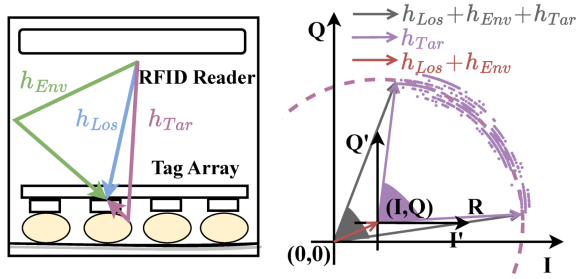 RFID Reader
h_Env
h_Los
h_Tar
Tag Array
h_Los + h_Env + h_Tar
h_Tar
h_Los + h_Env
Q
Q'
(I,Q)
R
I'
(0,0)
I